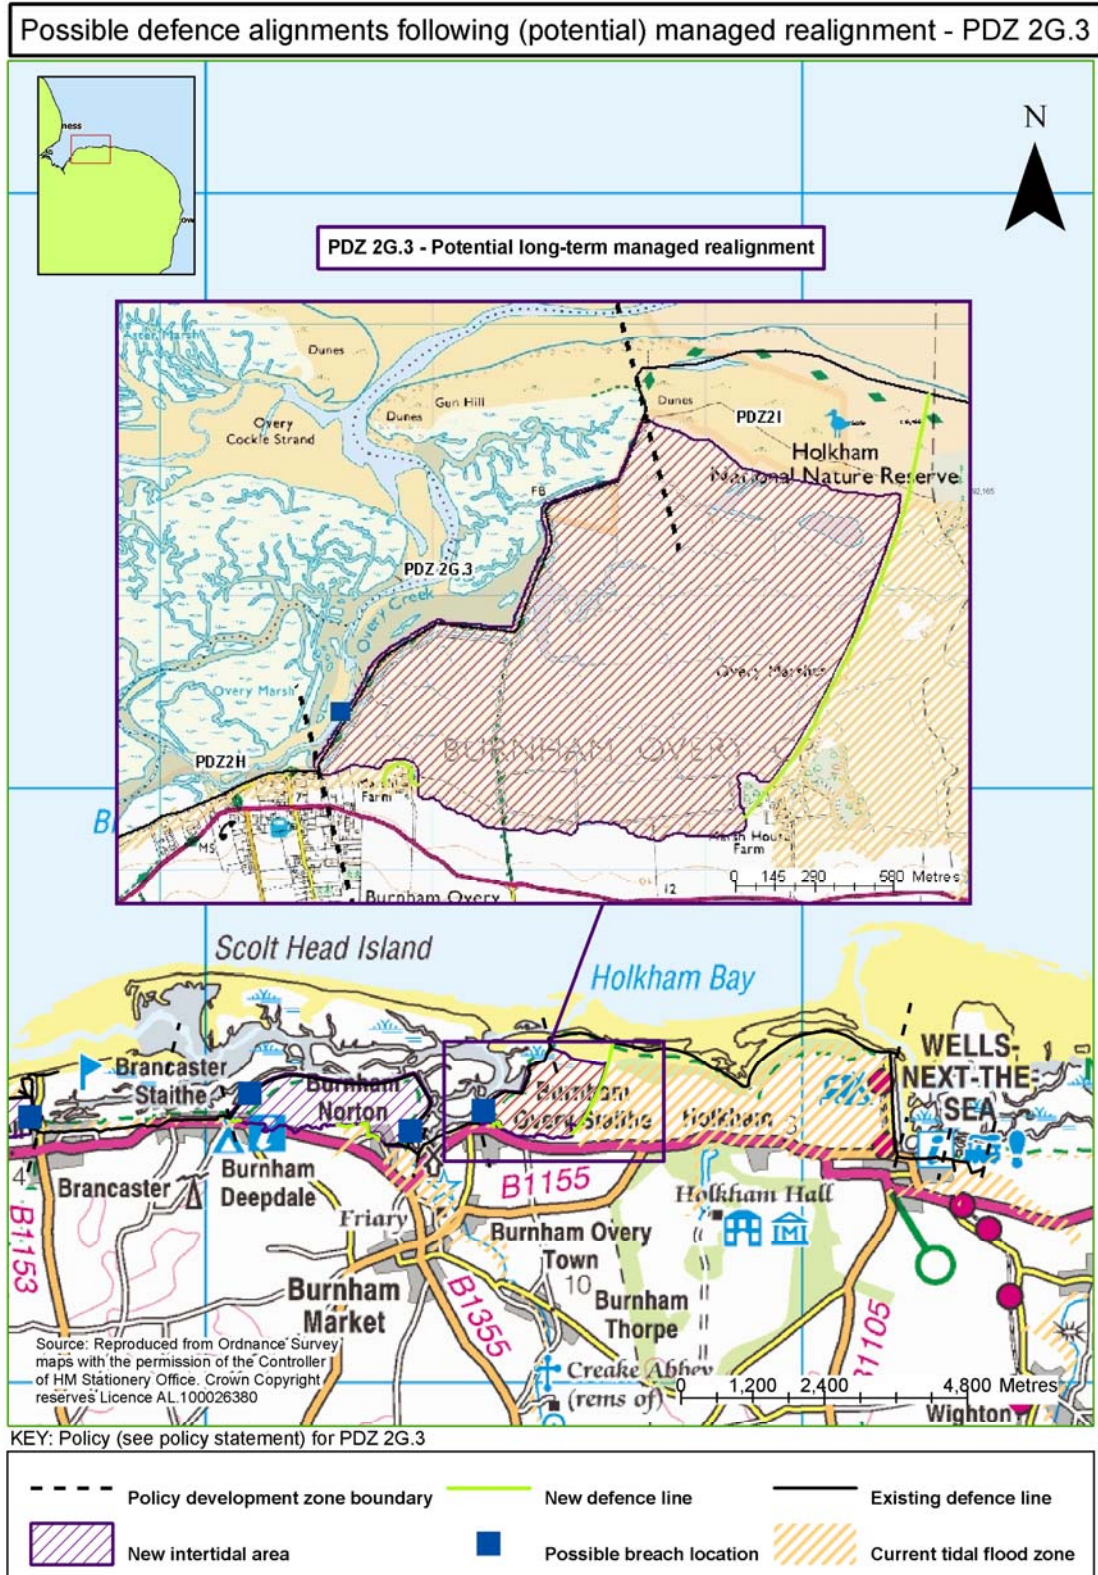 Possible defence alignments following (potential) managed realignment - PDZ 2G.3
ness
N
PDZ 2G.3 - Potential long-term managed realignment
Dunes
Overy
Cockle Strand
Dunes
Gun Hill
Dunes
PDZ2I
Holkham
National Nature Reserve
FB
PDZ 2G.3
Overy Creek
Overy Marsh
Overy Marshes
PDZ2H
BURNHAM OVERY CP
Farm
MS
Marsh House
Farm
Burnham Overy
12
0 145 290 580 Metres
Scolt Head Island
Holkham Bay
Brancaster
Staithe
Burnham
Norton
Burnham
Overy Staithe
Holkham
3
WELLS-
NEXT-THE-
SEA
4
Brancaster
Burnham
Deepdale
B1155
Holkham Hall
B1153
Friary
Burnham Overy
Town
10
Burnham
Market
B1355
Burnham
Thorpe
B1105
Source: Reproduced from Ordnance Survey
maps with the permission of the Controller
of HM Stationery Office. Crown Copyright
reserves Licence AL.100026380
Creake Abbey
(rems of)
0 1,200 2,400 4,800 Metres
Wighton
KEY: Policy (see policy statement) for PDZ 2G.3
Policy development zone boundary
New defence line
Existing defence line
New intertidal area
Possible breach location
Current tidal flood zone